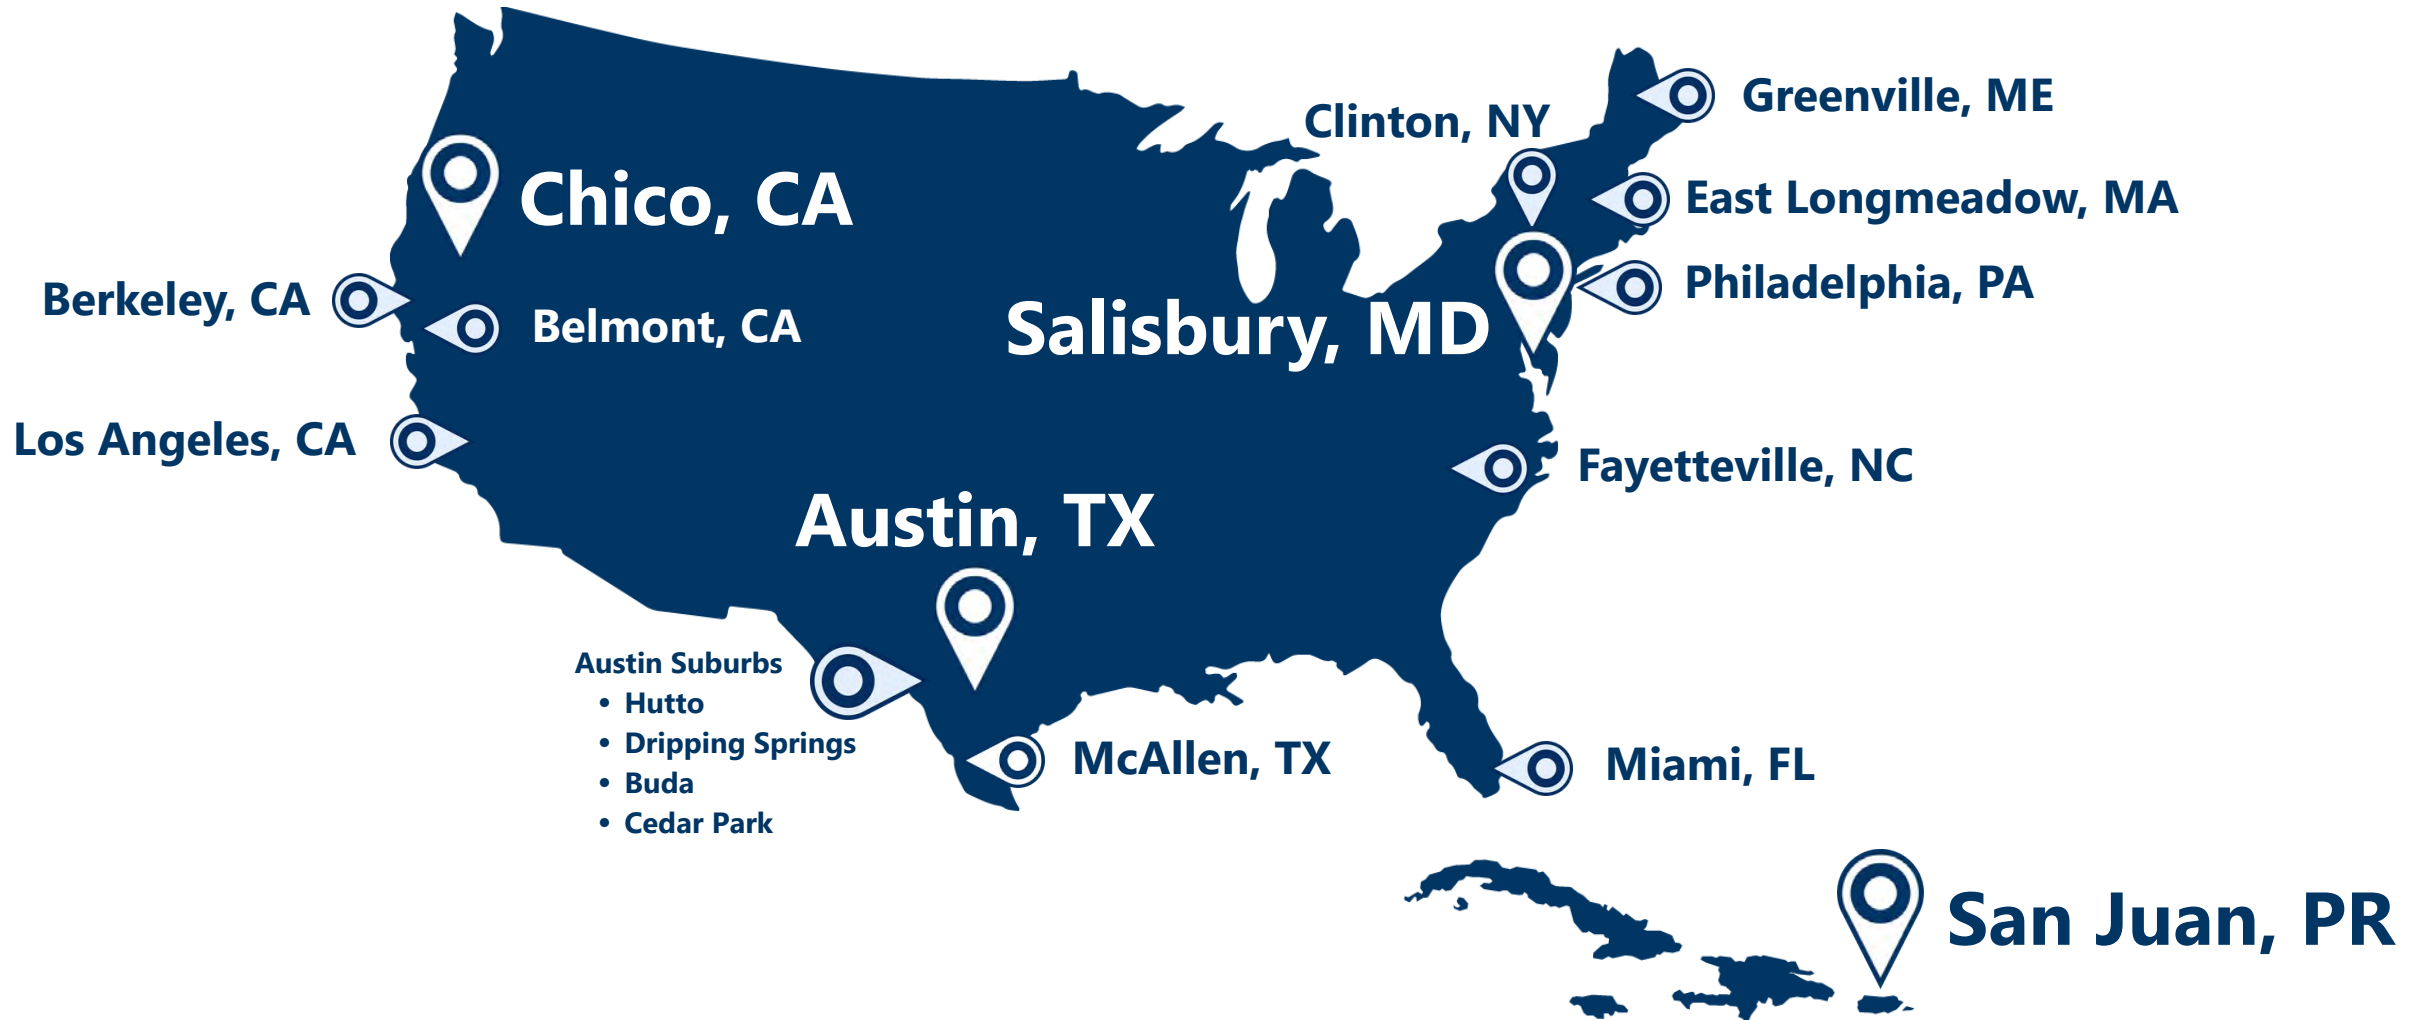 Greenville, ME
Clinton, NY
Chico, CA
East Longmeadow, MA
Philadelphia, PA
Berkeley, CA
Belmont, CA
Salisbury, MD
Los Angeles, CA
Fayetteville, NC
Austin, TX
Austin Suburbs
• Hutto
• Dripping Springs
• Buda
• Cedar Park
McAllen, TX
Miami, FL
San Juan, PR